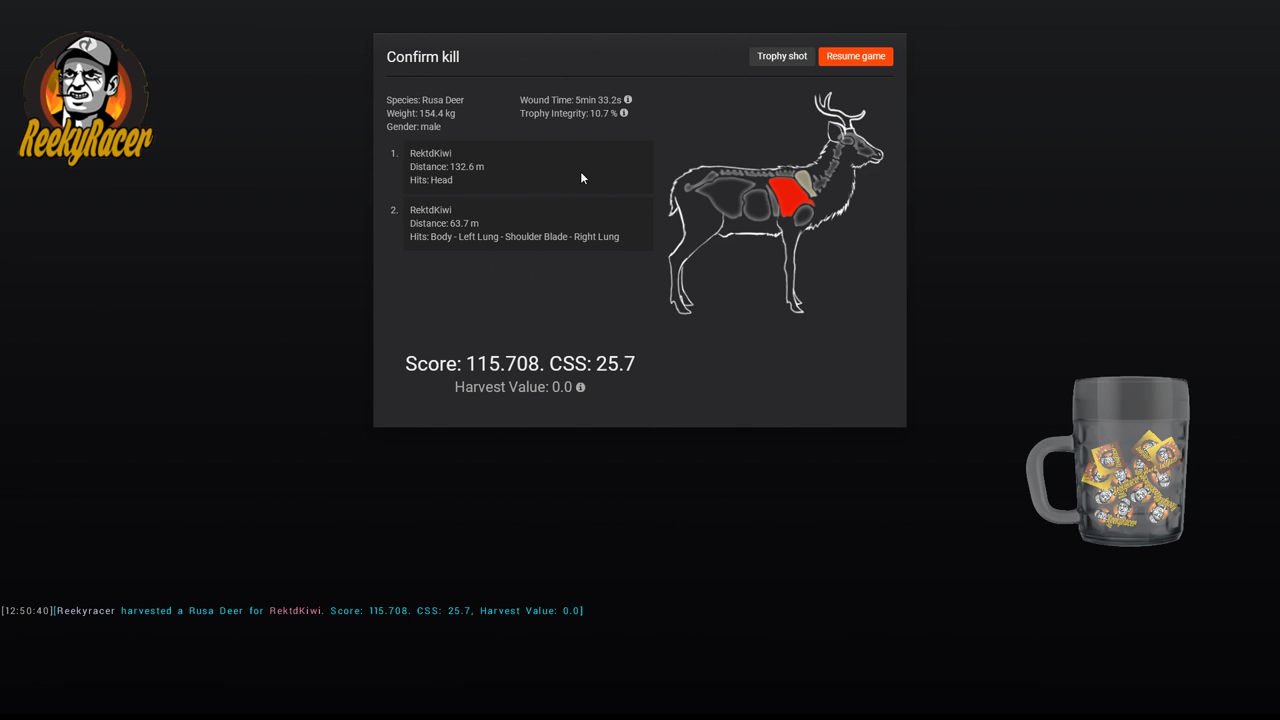 ReekyRacer
Confirm kill
Trophy shot
Resume game
Species: Rusa Deer
Weight: 154.4 kg
Gender: male
Wound Time: 5min 33.2s
Trophy Integrity: 10.7 %
1.
RektdKiwi
Distance: 132.6 m
Hits: Head
2.
RektdKiwi
Distance: 63.7 m
Hits: Body - Left Lung - Shoulder Blade - Right Lung
Score: 115.708. CSS: 25.7
Harvest Value: 0.0
[12:50:40][Reekyracer harvested a Rusa Deer for RektdKiwi. Score: 115.708. CSS: 25.7, Harvest Value: 0.0]